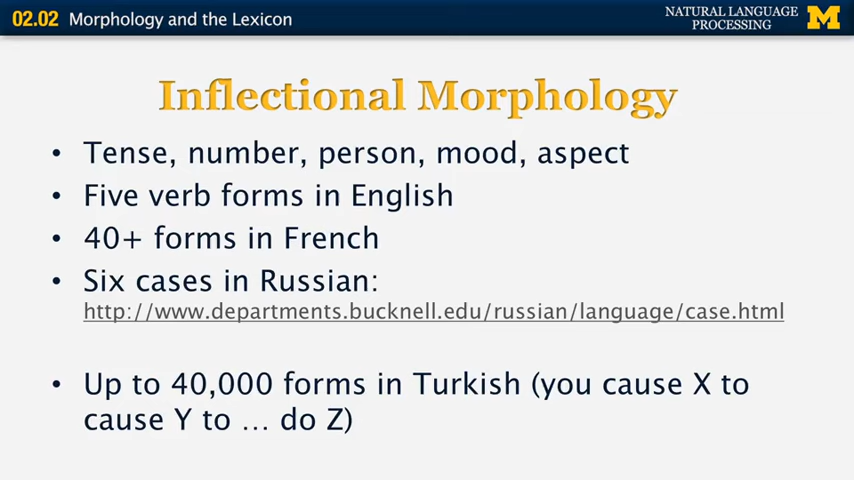 02.02 Morphology and the Lexicon
NATURAL LANGUAGE
PROCESSING
M
Inflectional Morphology
• Tense, number, person, mood, aspect
• Five verb forms in English
• 40+ forms in French
• Six cases in Russian:
http://www.departments.bucknell.edu/russian/language/case.html
• Up to 40,000 forms in Turkish (you cause X to
cause Y to … do Z)